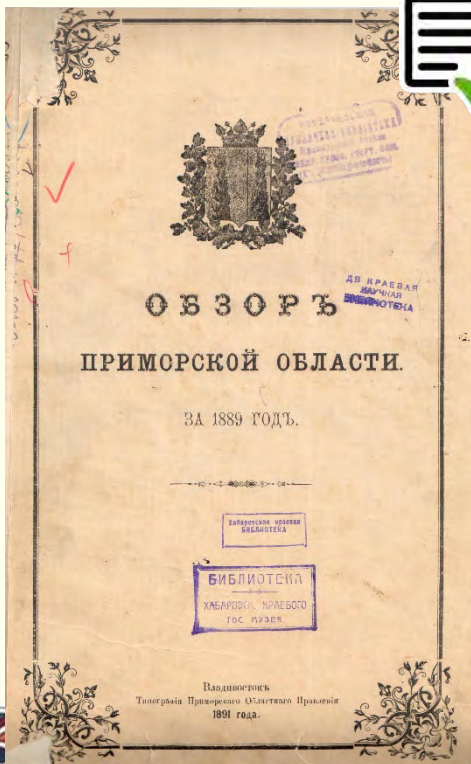 ОБЗОРЪ
ДВ КРАЕВАЯ
НАУЧНАЯ
БИБЛИОТЕКА
ПРИМОРСКОЙ ОБЛАСТИ.
ЗА 1889 ГОДЪ.
Хабаровская краевая
БИБЛИОТЕКА
БИБЛИОТЕКА
ХАБАРОВСК. КРАЕВОГО
ГОС. МУЗЕЯ
Владивостокъ
Типографія Приморскаго Областнаго Правленія
1891 года.